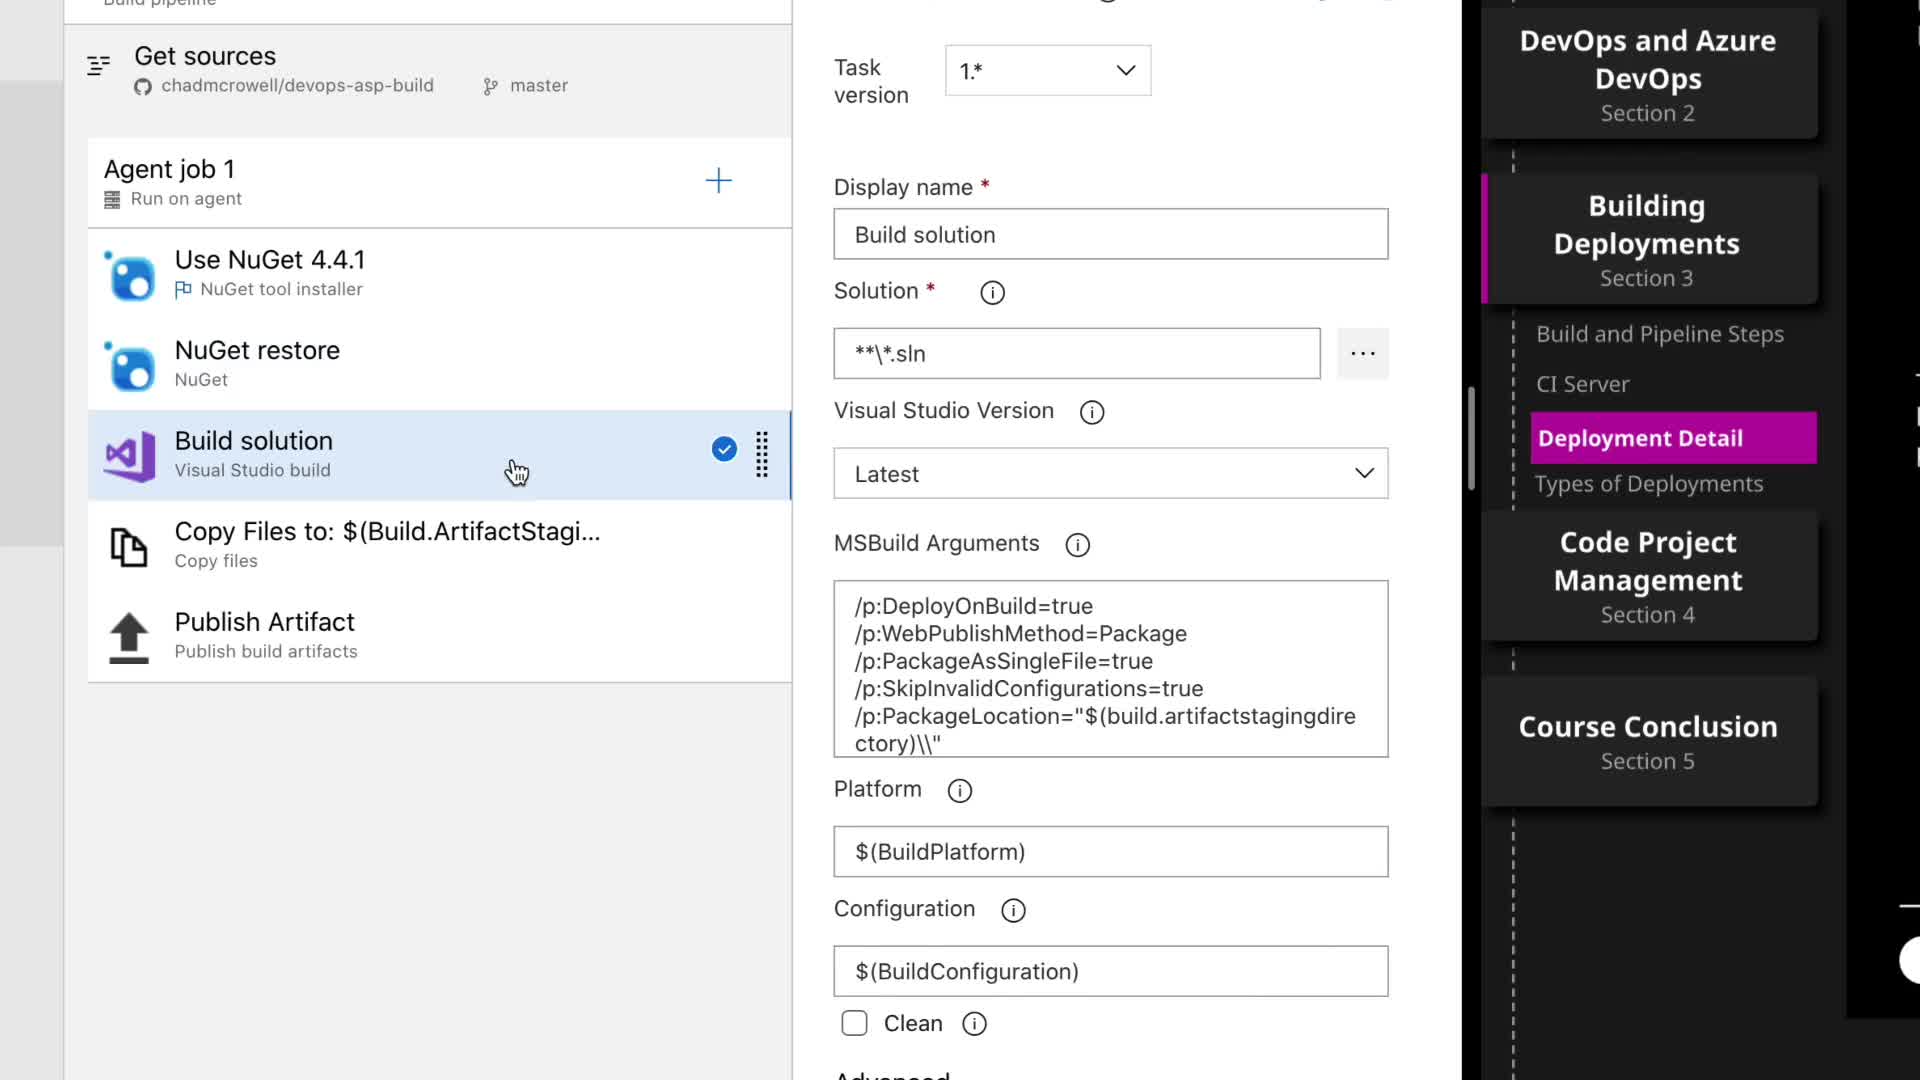 Build pipeline
Get sources
chadmcrowell/devops-asp-build
master
Agent job 1
Run on agent
Use NuGet 4.4.1
NuGet tool installer
NuGet restore
NuGet
Build solution
Visual Studio build
Copy Files to: $(Build.ArtifactStagi...
Copy files
Publish Artifact
Publish build artifacts
Task
version
1.*
Display name *
Build solution
Solution *
**\*.sln
...
Visual Studio Version
Latest
MSBuild Arguments
/p:DeployOnBuild=true
/p:WebPublishMethod=Package
/p:PackageAsSingleFile=true
/p:SkipInvalidConfigurations=true
/p:PackageLocation="$(build.artifactstagingdire
ctory)\\"
Platform
$(BuildPlatform)
Configuration
$(BuildConfiguration)
Clean
Advanced
DevOps and Azure
DevOps
Section 2
Building
Deployments
Section 3
Build and Pipeline Steps
CI Server
Deployment Detail
Types of Deployments
Code Project
Management
Section 4
Course Conclusion
Section 5